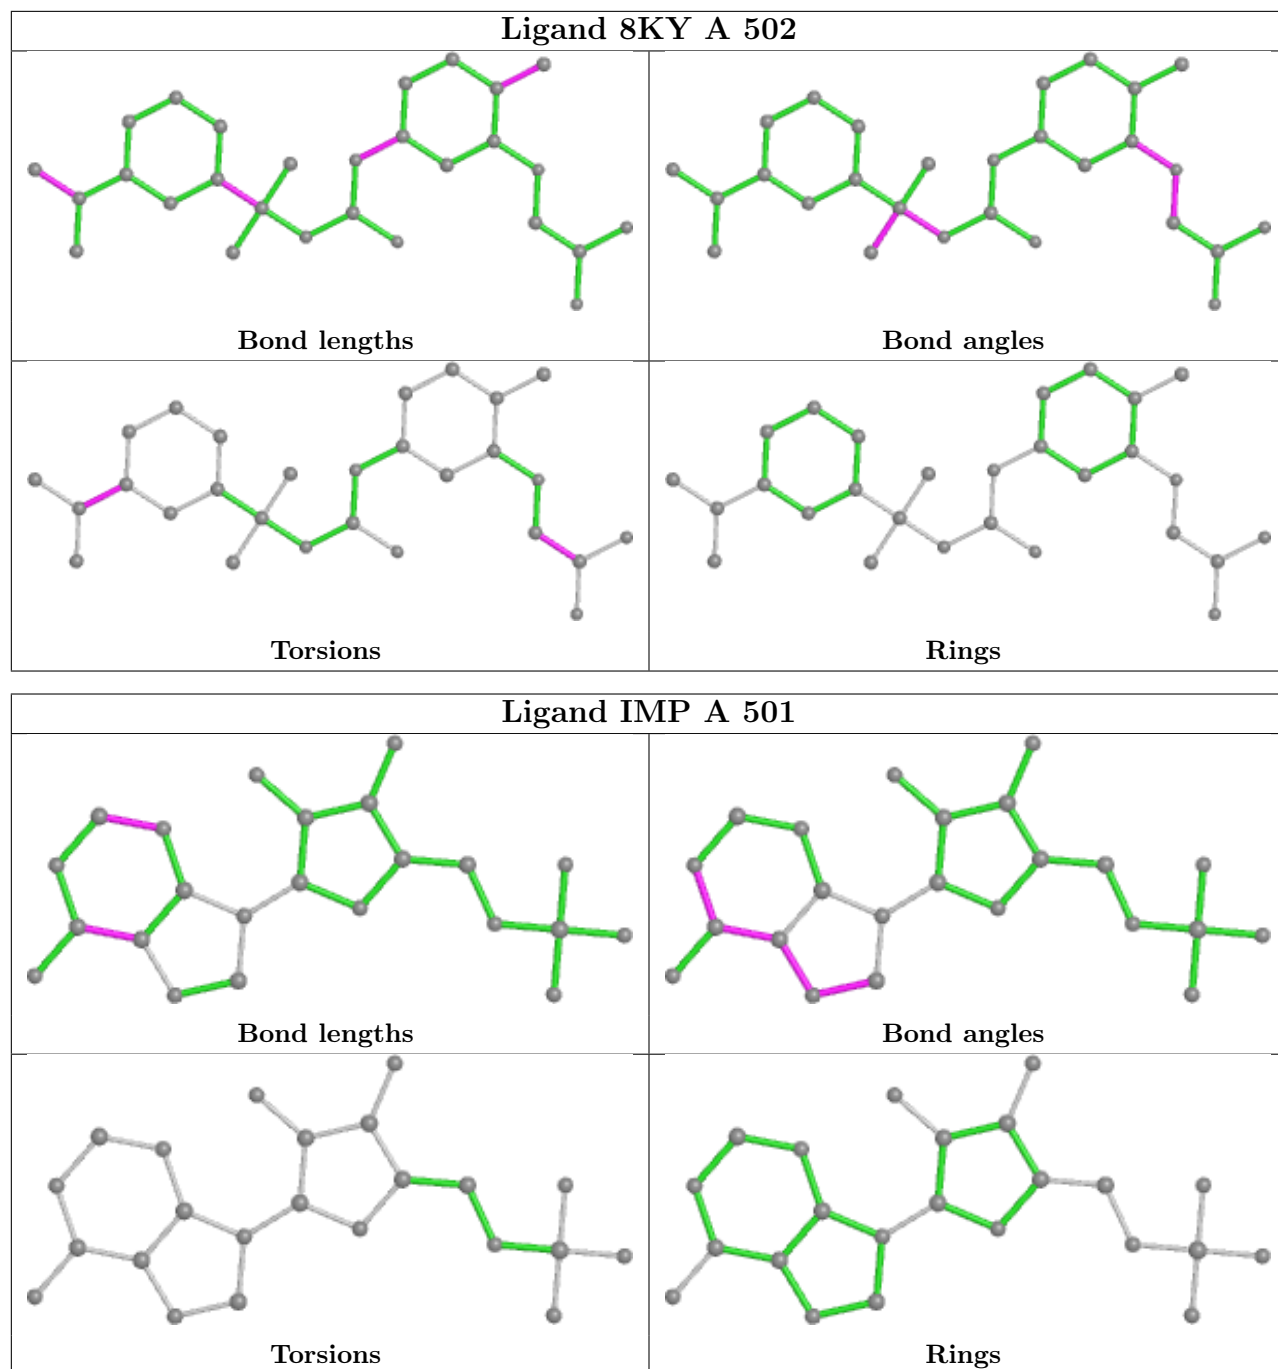 Ligand 8KY A 502
Bond lengths
Bond angles
Torsions
Rings
Ligand IMP A 501
Bond lengths
Bond angles
Torsions
Rings